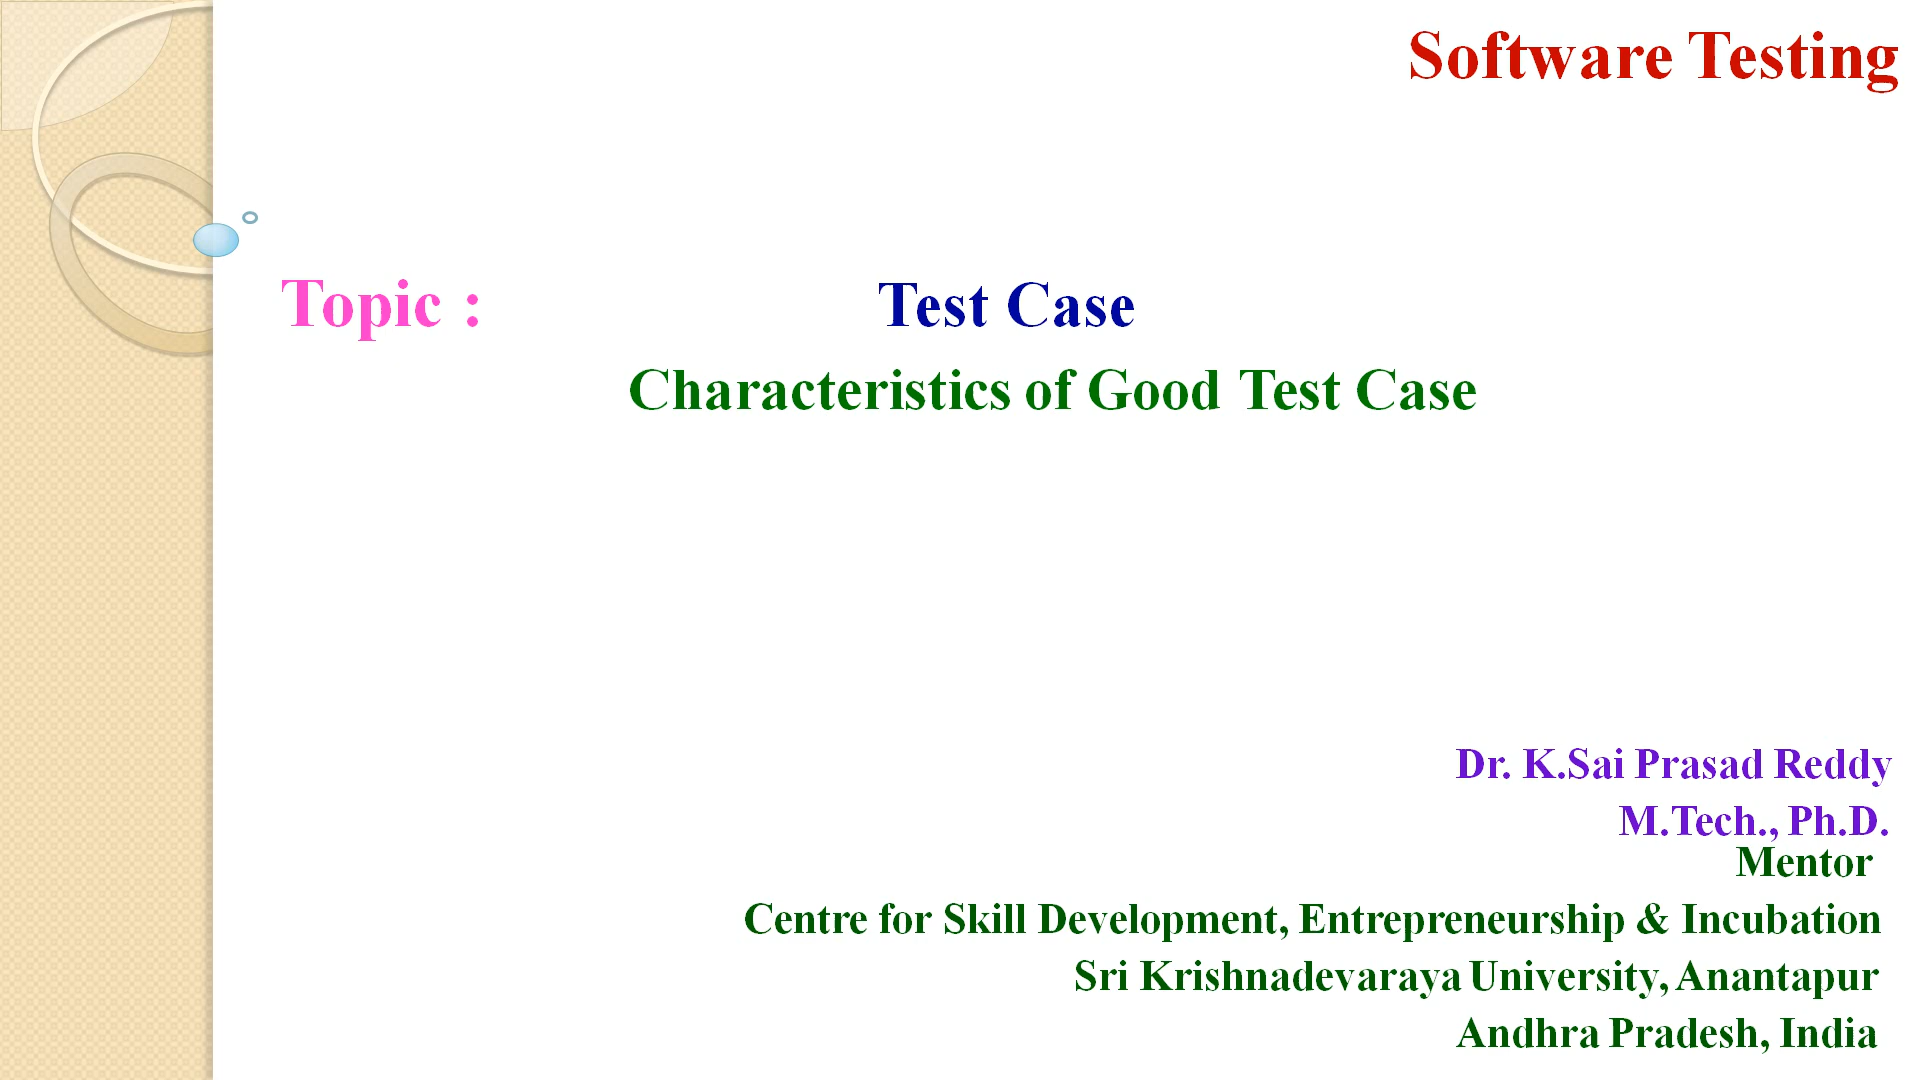 Software Testing
Topic : Test Case
Characteristics of Good Test Case
Dr. K.Sai Prasad Reddy
M.Tech., Ph.D.
Mentor
Centre for Skill Development, Entrepreneurship & Incubation
Sri Krishnadevaraya University, Anantapur
Andhra Pradesh, India